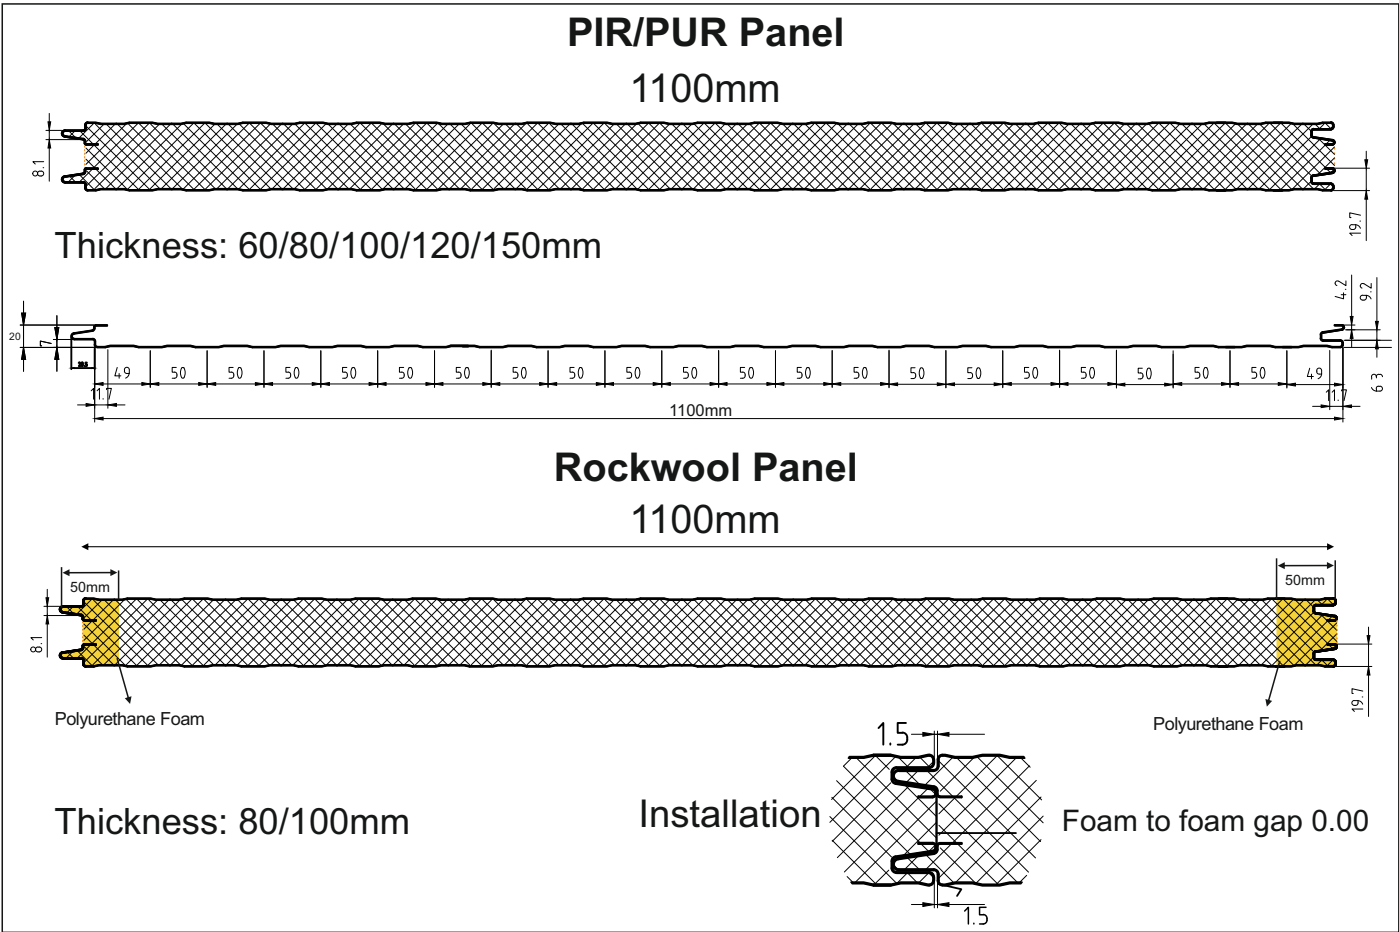 PIR/PUR Panel
1100mm
8.1
19.7
Thickness: 60/80/100/120/150mm
4.2
9.2
20
7
49 50 50 50 50 50 50 50 50 50 50 50 50 50 50 50 50 50 50 50 50 49
6.3
11.7
11.7
1100mm
Rockwool Panel
1100mm
50mm
50mm
8.1
19.7
Polyurethane Foam
Polyurethane Foam
1.5
Thickness: 80/100mm
Installation
Foam to foam gap 0.00
1.5